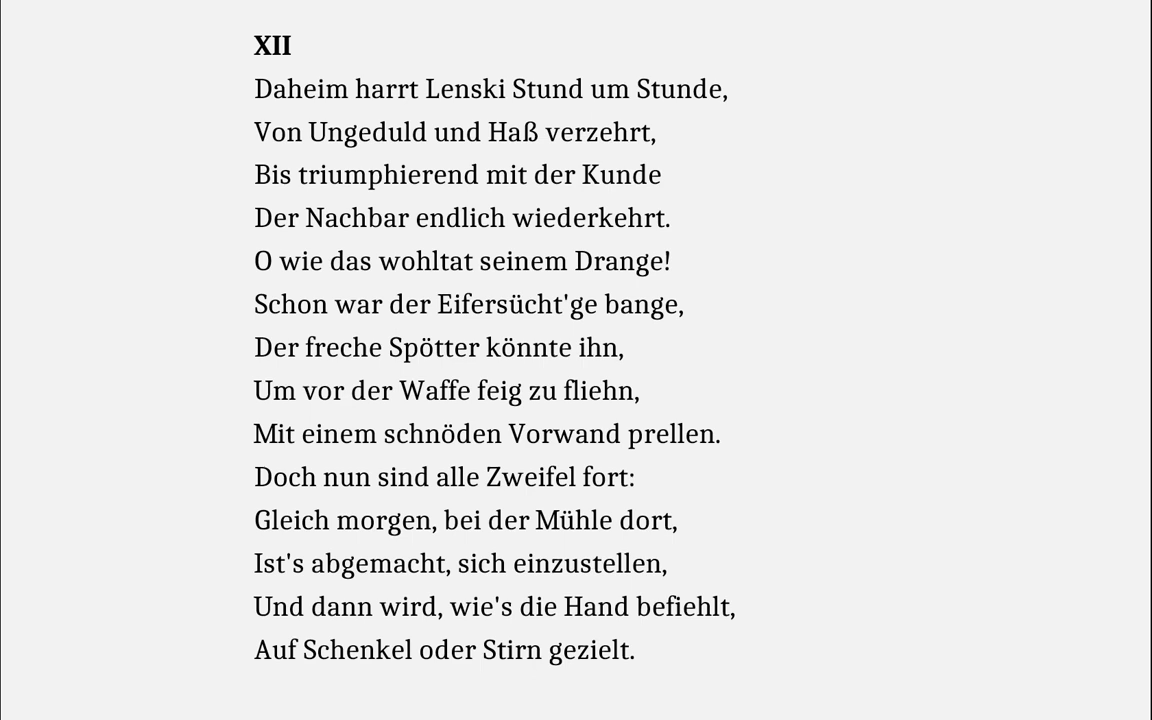 XII
Daheim harrt Lenski Stund um Stunde,
Von Ungeduld und Haß verzehrt,
Bis triumphierend mit der Kunde
Der Nachbar endlich wiederkehrt.
O wie das wohltat seinem Drange!
Schon war der Eifersücht'ge bange,
Der freche Spötter könnte ihn,
Um vor der Waffe feig zu fliehn,
Mit einem schnöden Vorwand prellen.
Doch nun sind alle Zweifel fort:
Gleich morgen, bei der Mühle dort,
Ist's abgemacht, sich einzustellen,
Und dann wird, wie's die Hand befiehlt,
Auf Schenkel oder Stirn gezielt.